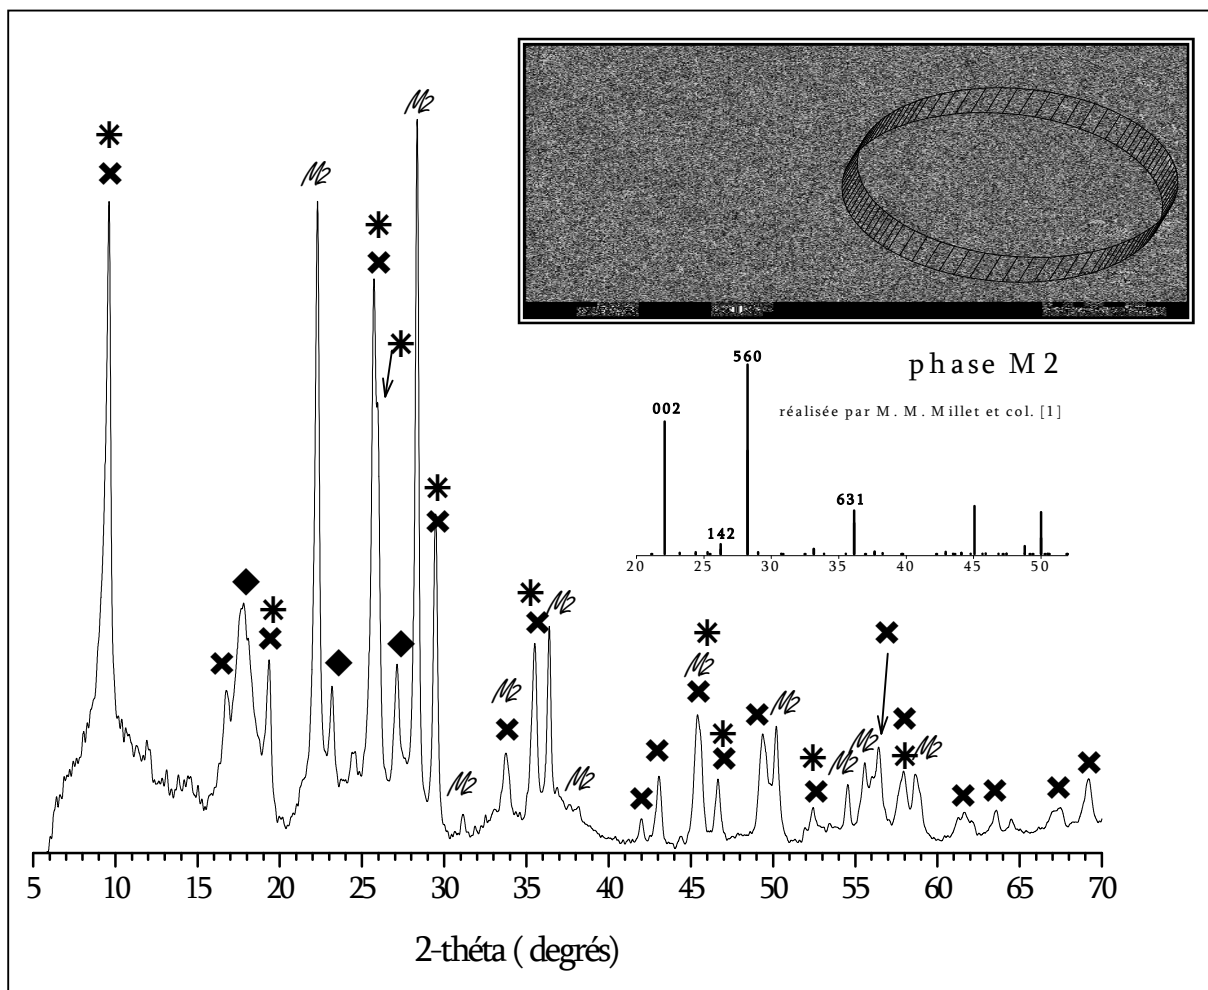 M2
M2
560
phase M 2
002
réalisée par M. M. Millet et col. [1]
631
142
20 25 30 35 40 45 50
M2
M2
M2
M2
M2
M2
M2
M2
M2
5 10 15 20 25 30 35 40 45 50 55 60 65 70
2-théta ( degrés)